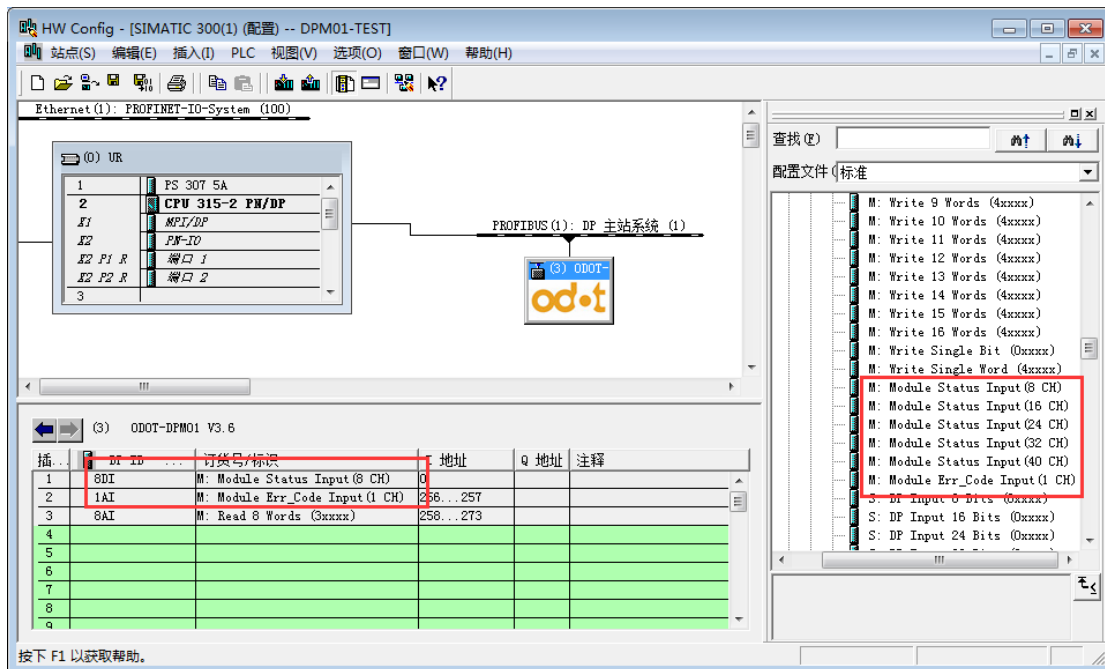 HW Config - [SIMATIC 300(1) (配置) -- DPM01-TEST]
站点(S) 编辑(E) 插入(I) PLC 视图(V) 选项(O) 窗口(W) 帮助(H)
Ethernet(1): PROFINET-IO-System (100)
(0) UR
1 PS 307 5A
2 CPU 315-2 PN/DP
X1 MPI/DP
X2 PN-IO
X2 P1 R 端口 1
X2 P2 R 端口 2
3
PROFIBUS(1): DP 主站系统 (1)
(3) ODOT-
odot
查找(F)
配置文件( 标准
M: Write 9 Words (4xxxx)
M: Write 10 Words (4xxxx)
M: Write 11 Words (4xxxx)
M: Write 12 Words (4xxxx)
M: Write 13 Words (4xxxx)
M: Write 14 Words (4xxxx)
M: Write 15 Words (4xxxx)
M: Write 16 Words (4xxxx)
M: Write Single Bit (0xxxx)
M: Write Single Word (4xxxx)
M: Module Status Input(8 CH)
M: Module Status Input(16 CH)
M: Module Status Input(24 CH)
M: Module Status Input(32 CH)
M: Module Status Input(40 CH)
M: Module Err_Code Input(1 CH)
S: DP Input 8 Bits (0xxxx)
S: DP Input 16 Bits (0xxxx)
S: DP Input 24 Bits (0xxxx)
(3) ODOT-DPM01 V3.6
插... DP ID ... 订货号/标识 I 地址 Q 地址 注释
1 8DI M: Module Status Input(8 CH) 0
2 1AI M: Module Err_Code Input(1 CH) 256...257
3 8AI M: Read 8 Words (3xxxx) 258...273
4
5
6
7
8
9
按下 F1 以获取帮助。